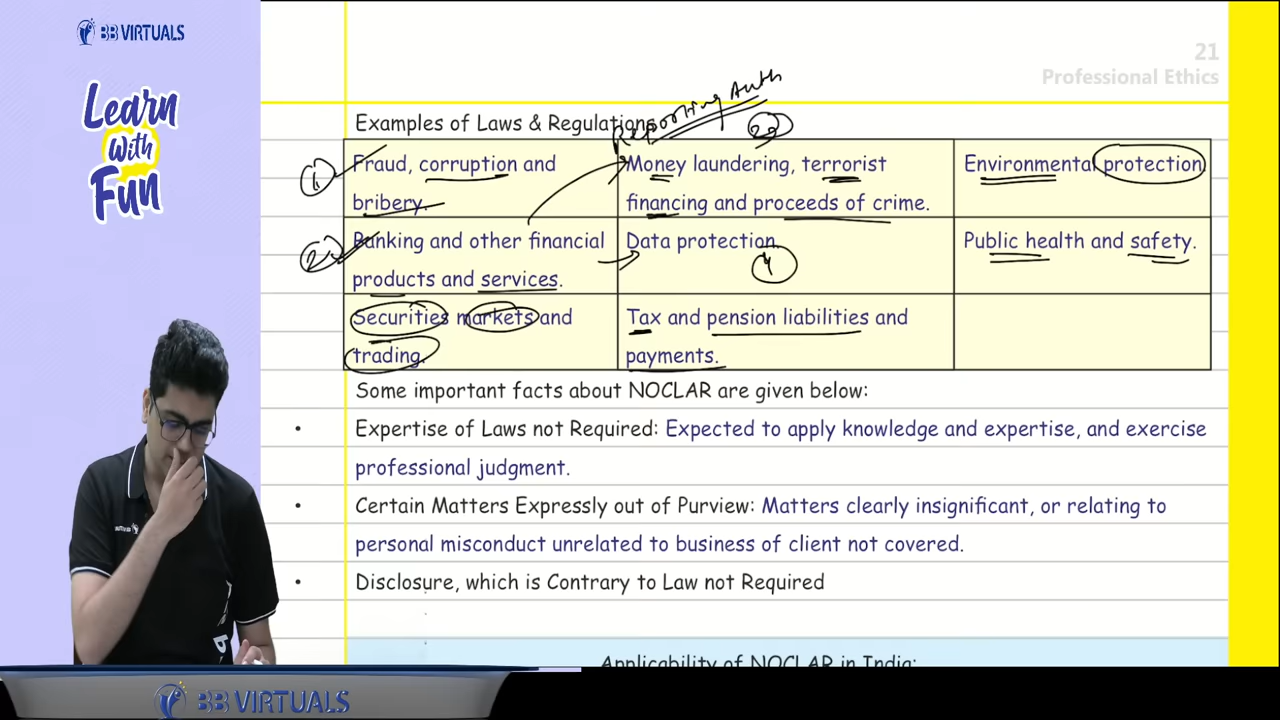 BB VIRTUALS
Learn
With
Fun
21
Professional Ethics
Reporting Auth
Examples of Laws & Regulations
1
Fraud, corruption and
bribery.
Money laundering, terrorist
financing and proceeds of crime.
Environmental protection
2
Banking and other financial
products and services.
Data protection
4
Public health and safety.
Securities markets and
trading.
Tax and pension liabilities and
payments.
Some important facts about NOCLAR are given below:
• Expertise of Laws not Required: Expected to apply knowledge and expertise, and exercise
professional judgment.
• Certain Matters Expressly out of Purview: Matters clearly insignificant, or relating to
personal misconduct unrelated to business of client not covered.
• Disclosure, which is Contrary to Law not Required
Applicability of NOCLAR in India:
BB VIRTUALS